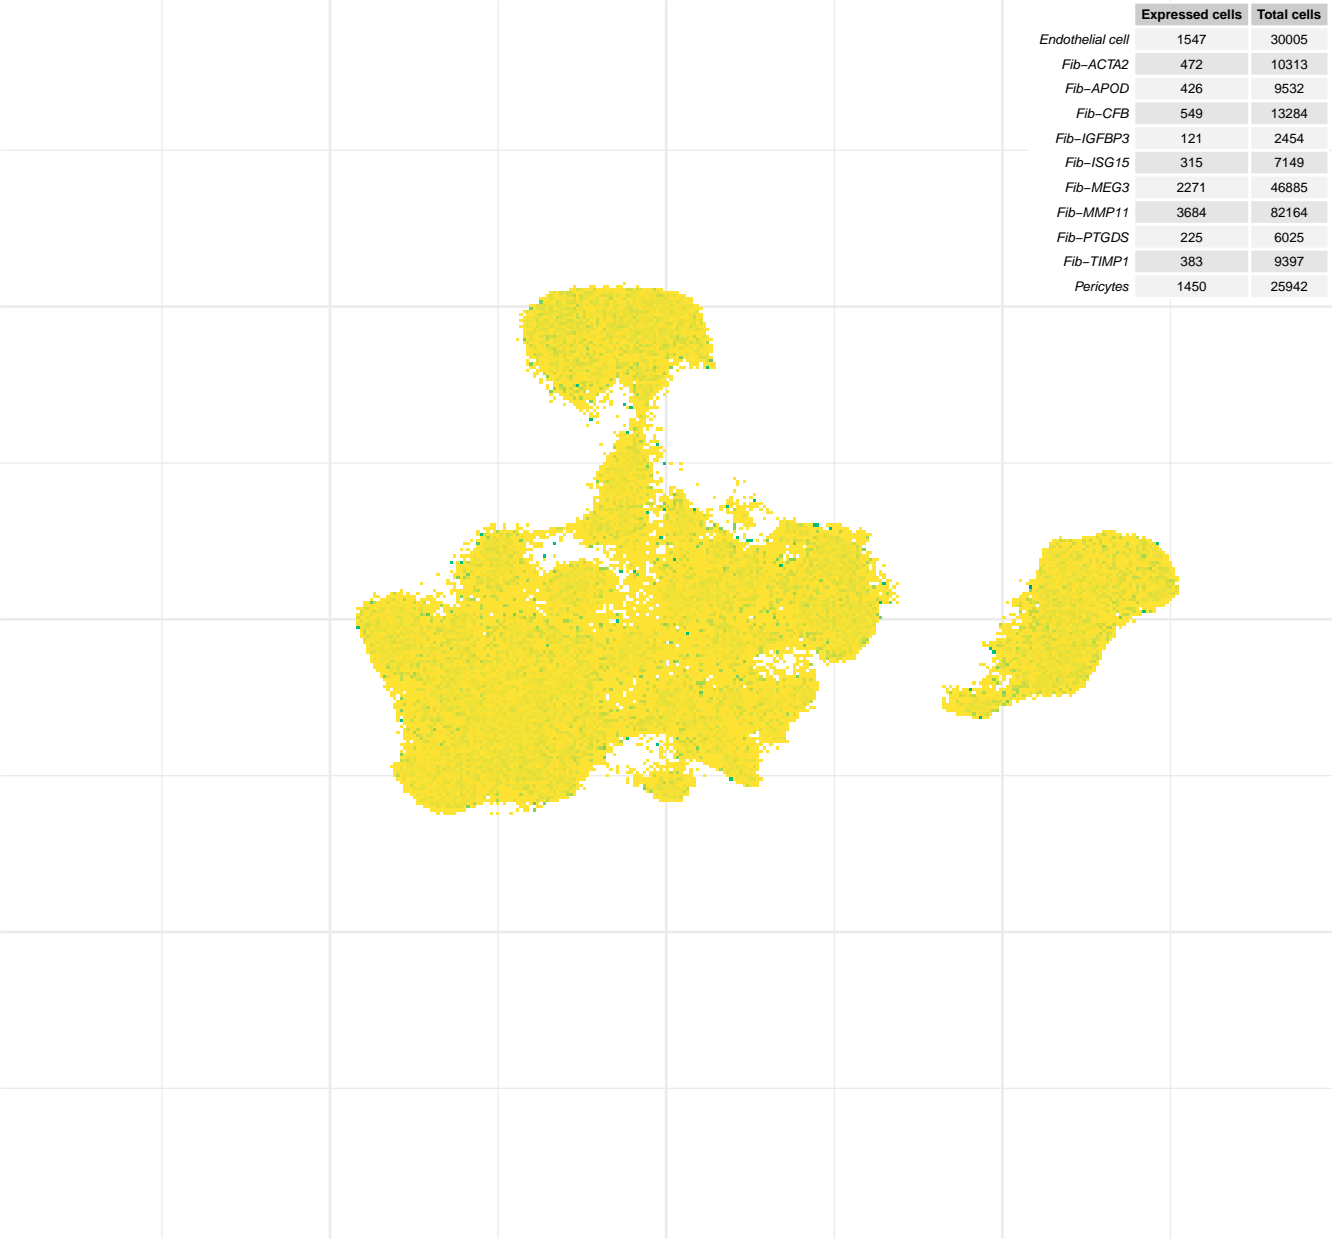 Expressed cells Total cells
Endothelial cell 1547 30005
Fib−ACTA2 472 10313
Fib−APOD 426 9532
Fib−CFB 549 13284
Fib−IGFBP3 121 2454
Fib−ISG15 315 7149
Fib−MEG3 2271 46885
Fib−MMP11 3684 82164
Fib−PTGDS 225 6025
Fib−TIMP1 383 9397
Pericytes 1450 25942